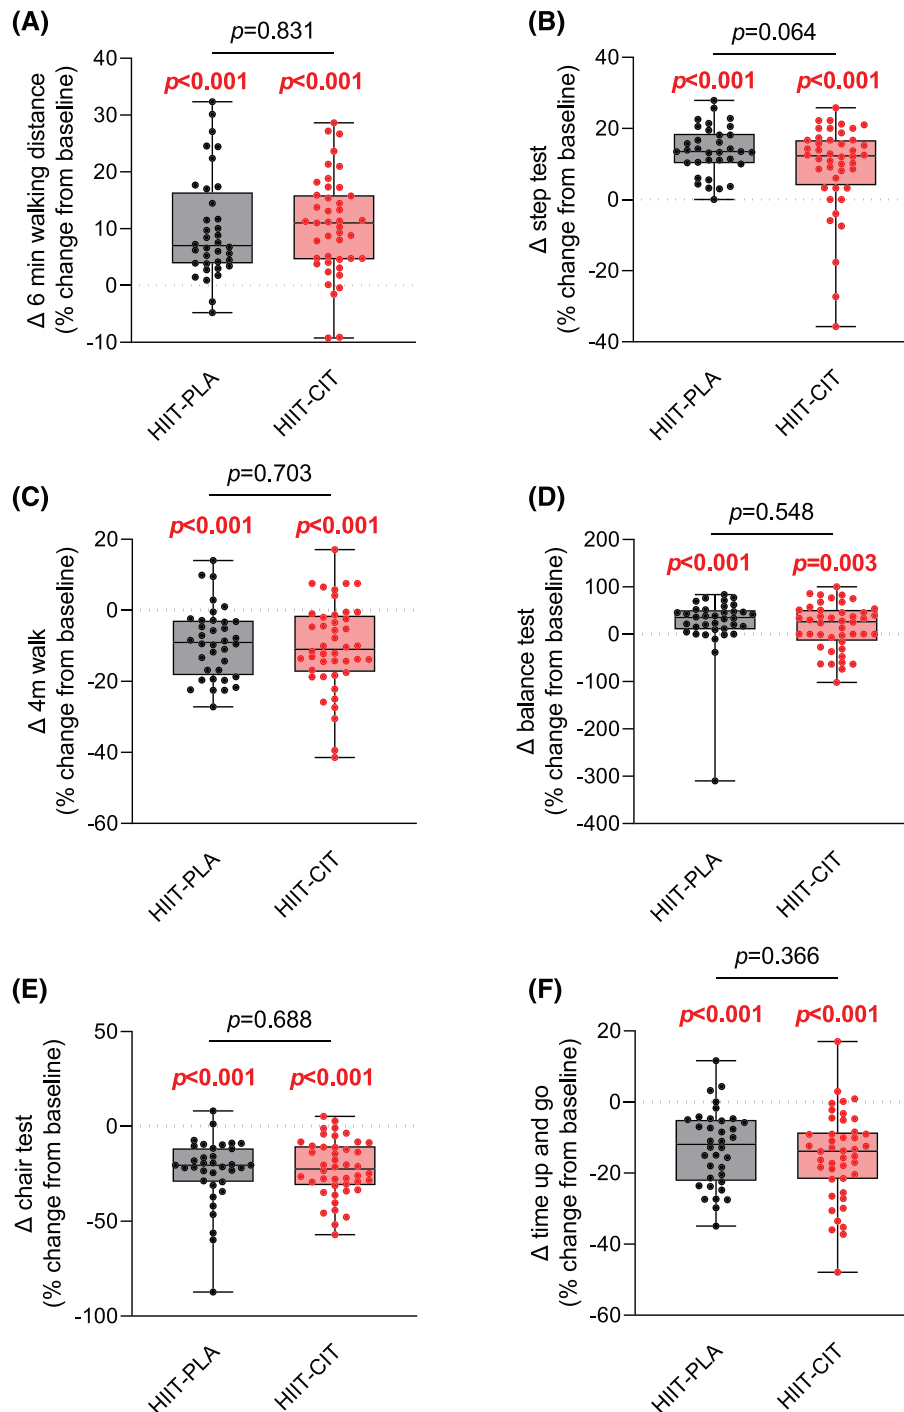 (A)
p=0.831
p<0.001
p<0.001
Δ 6 min walking distance
(% change from baseline)
40
30
20
10
0
-10
HIIT-PLA
HIIT-CIT
(B)
p=0.064
p<0.001
p<0.001
Δ step test
(% change from baseline)
40
20
0
20
40
HIIT-PLA
HIIT-CIT
(C)
p=0.703
p<0.001
p<0.001
Δ 4m walk
(% change from baseline)
20
0
-20
-40
-60
HIIT-PLA
HIIT-CIT
(D)
p=0.548
p<0.001
p=0.003
Δ balance test
(% change from baseline)
200
100
0
-100
-200
-300
-400
HIIT-PLA
HIIT-CIT
(E)
p=0.688
p<0.001
p<0.001
Δ chair test
(% change from baseline)
50
0
-50
-100
HIIT-PLA
HIIT-CIT
(F)
p=0.366
p<0.001
p<0.001
Δ time up and go
(% change from baseline)
20
0
-20
-40
-60
HIIT-PLA
HIIT-CIT